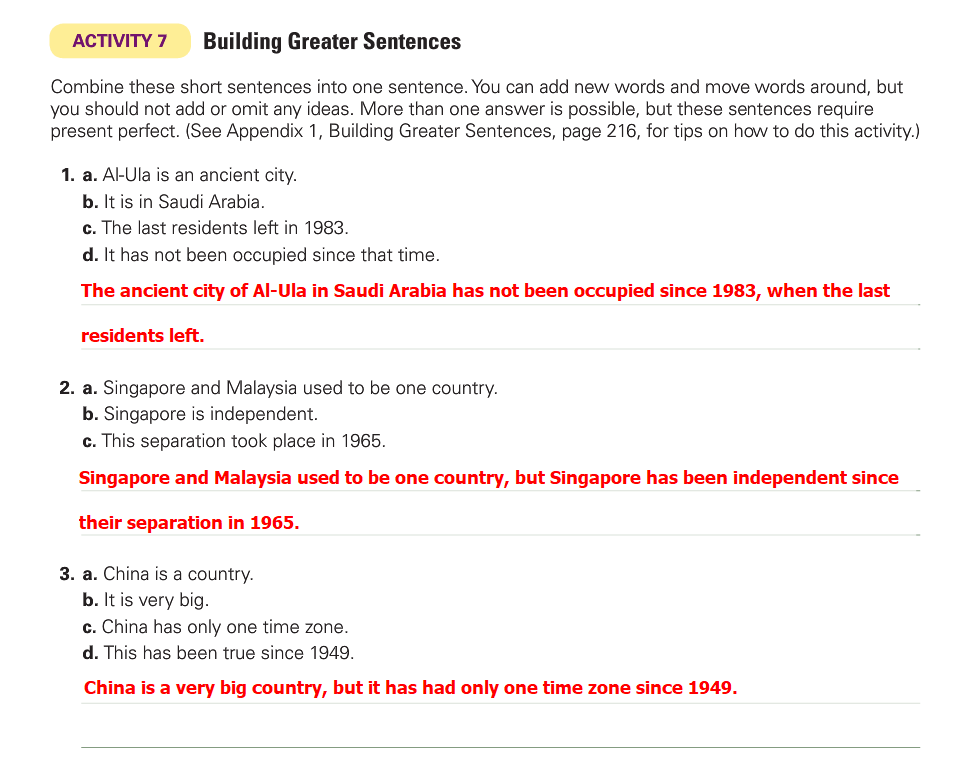 ACTIVITY 7 Building Greater Sentences
Combine these short sentences into one sentence. You can add new words and move words around, but
you should not add or omit any ideas. More than one answer is possible, but these sentences require
present perfect. (See Appendix 1, Building Greater Sentences, page 216, for tips on how to do this activity.)
1. a. Al-Ula is an ancient city.
b. It is in Saudi Arabia.
c. The last residents left in 1983.
d. It has not been occupied since that time.
The ancient city of Al-Ula in Saudi Arabia has not been occupied since 1983, when the last
residents left.
2. a. Singapore and Malaysia used to be one country.
b. Singapore is independent.
c. This separation took place in 1965.
Singapore and Malaysia used to be one country, but Singapore has been independent since
their separation in 1965.
3. a. China is a country.
b. It is very big.
c. China has only one time zone.
d. This has been true since 1949.
China is a very big country, but it has had only one time zone since 1949.